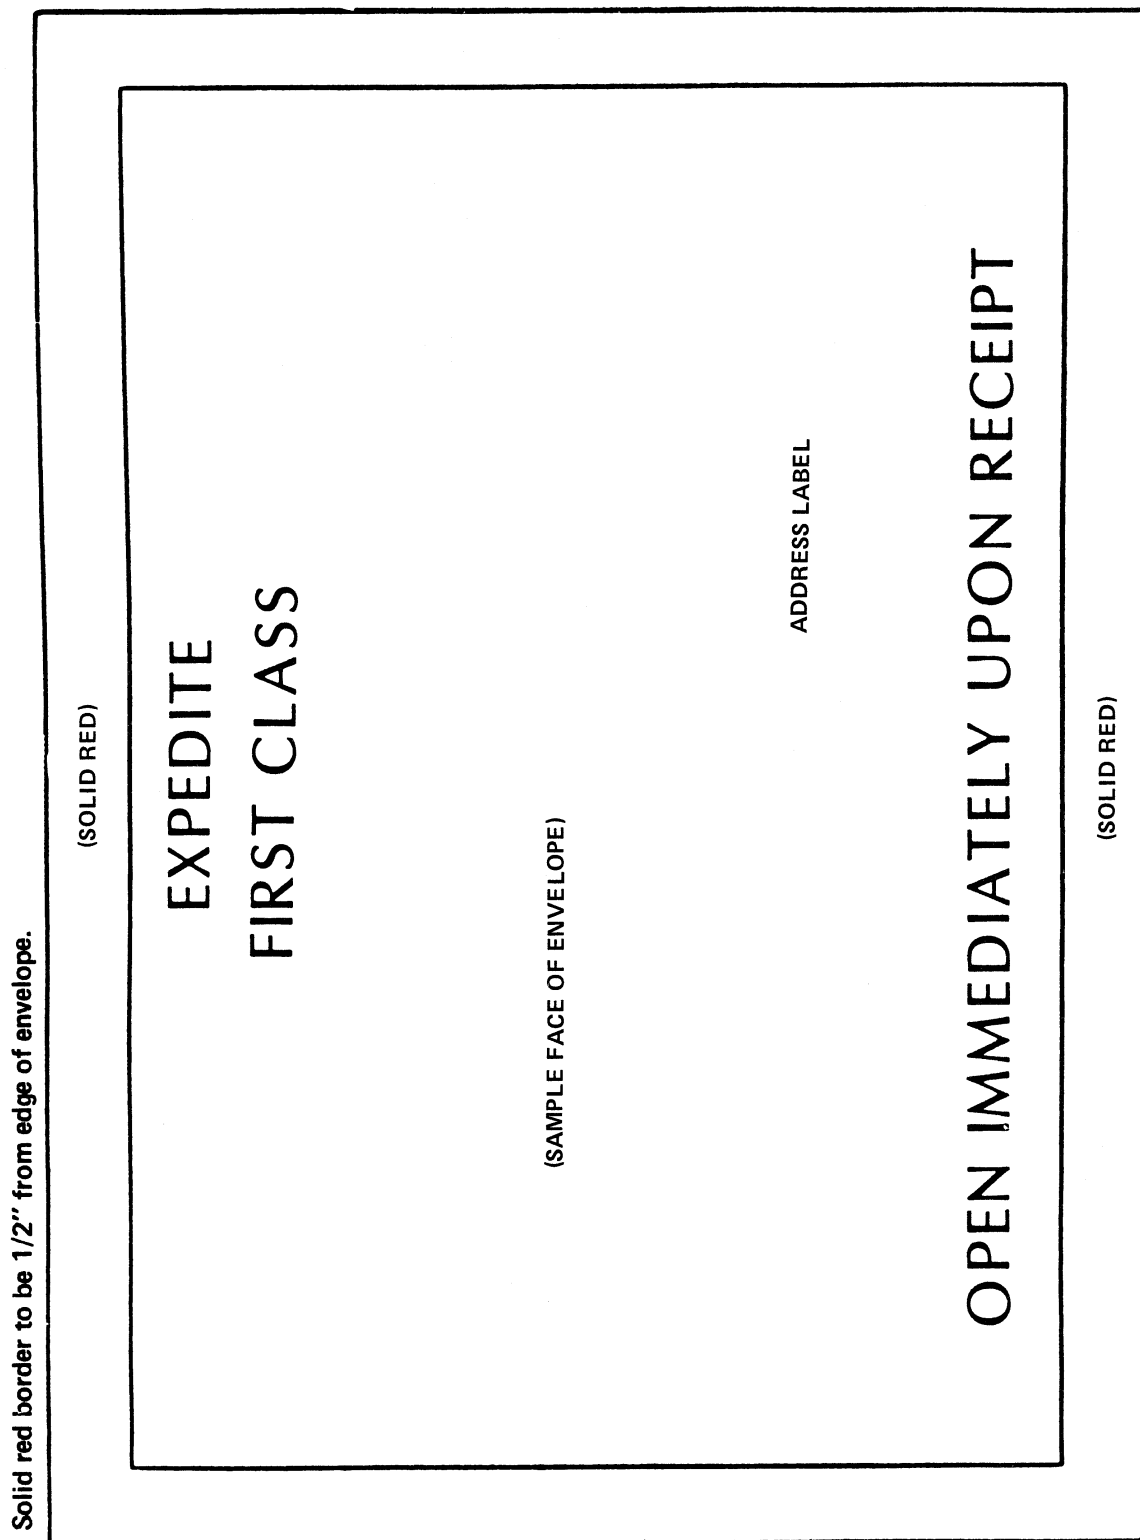 Solid red border to be 1/2″ from edge of envelope.
(SOLID RED)
EXPEDITE
FIRST CLASS
(SAMPLE FACE OF ENVELOPE)
ADDRESS LABEL
OPEN IMMEDIATELY UPON RECEIPT
(SOLID RED)